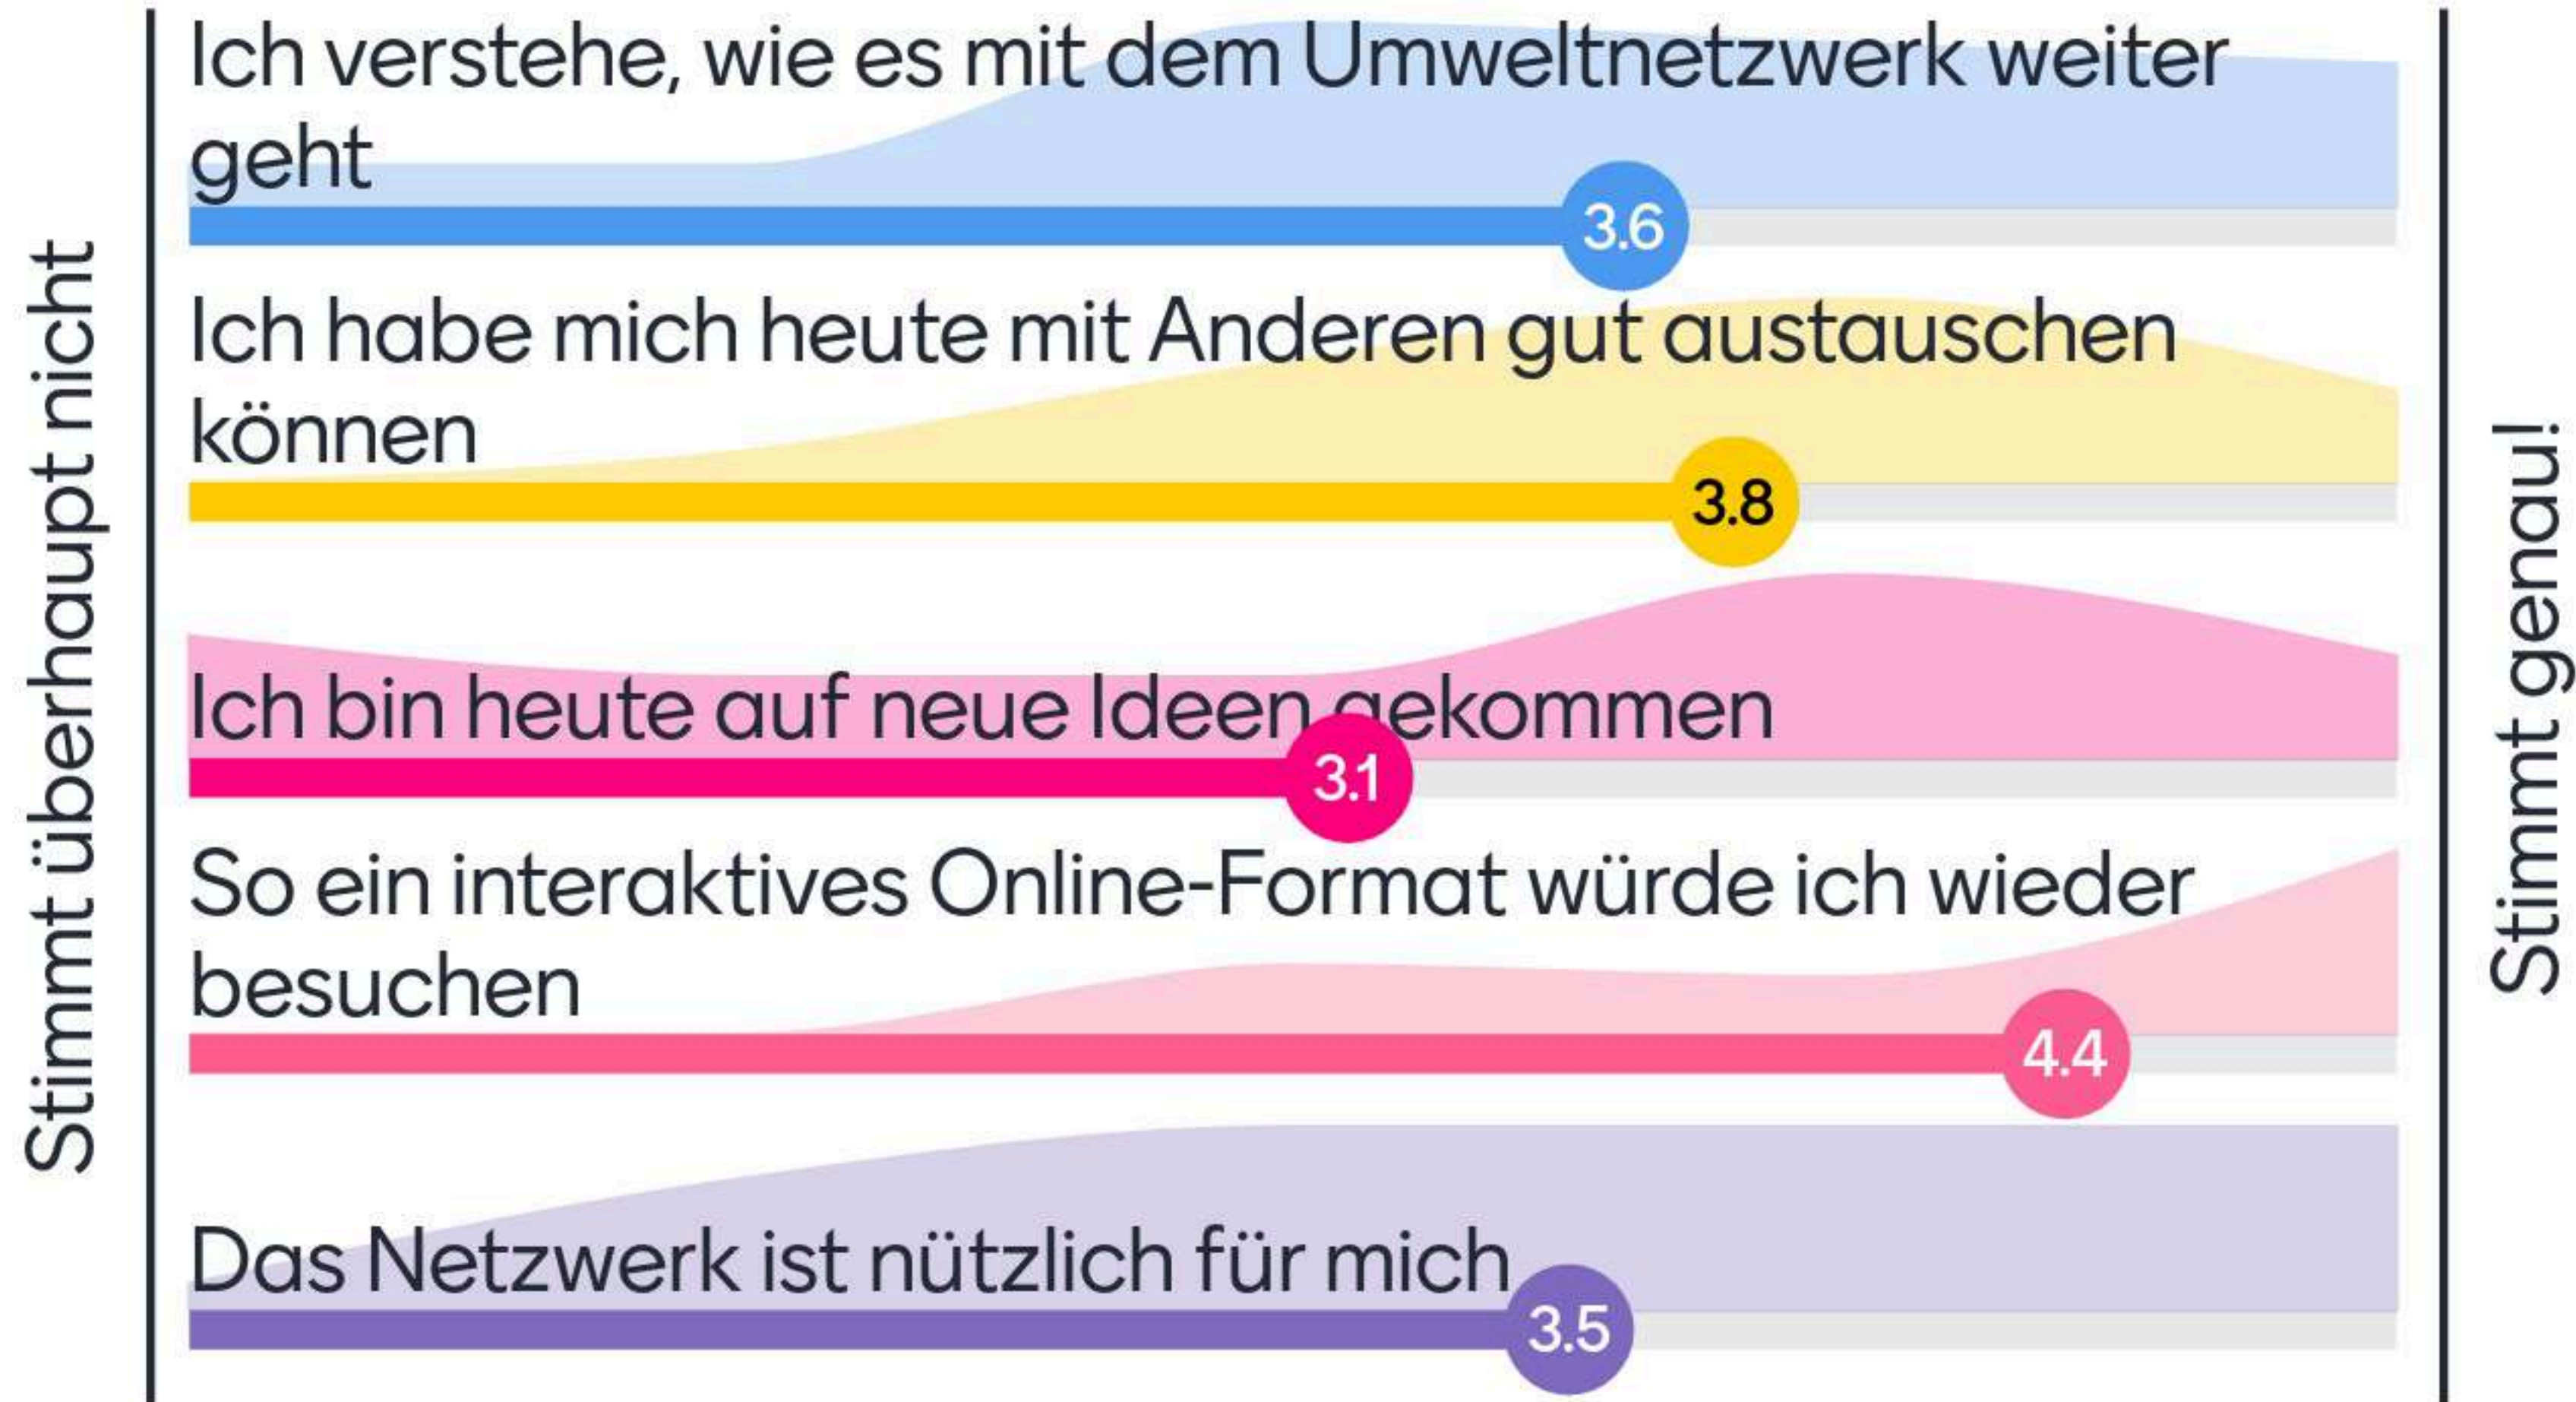 Stimmt überhaupt nicht
Ich verstehe, wie es mit dem Umweltnetzwerk weiter
geht
3.6
Ich habe mich heute mit Anderen gut austauschen
können
3.8
Ich bin heute auf neue Ideen gekommen
3.1
So ein interaktives Online-Format würde ich wieder
besuchen
4.4
Das Netzwerk ist nützlich für mich
3.5
Stimmt genau!